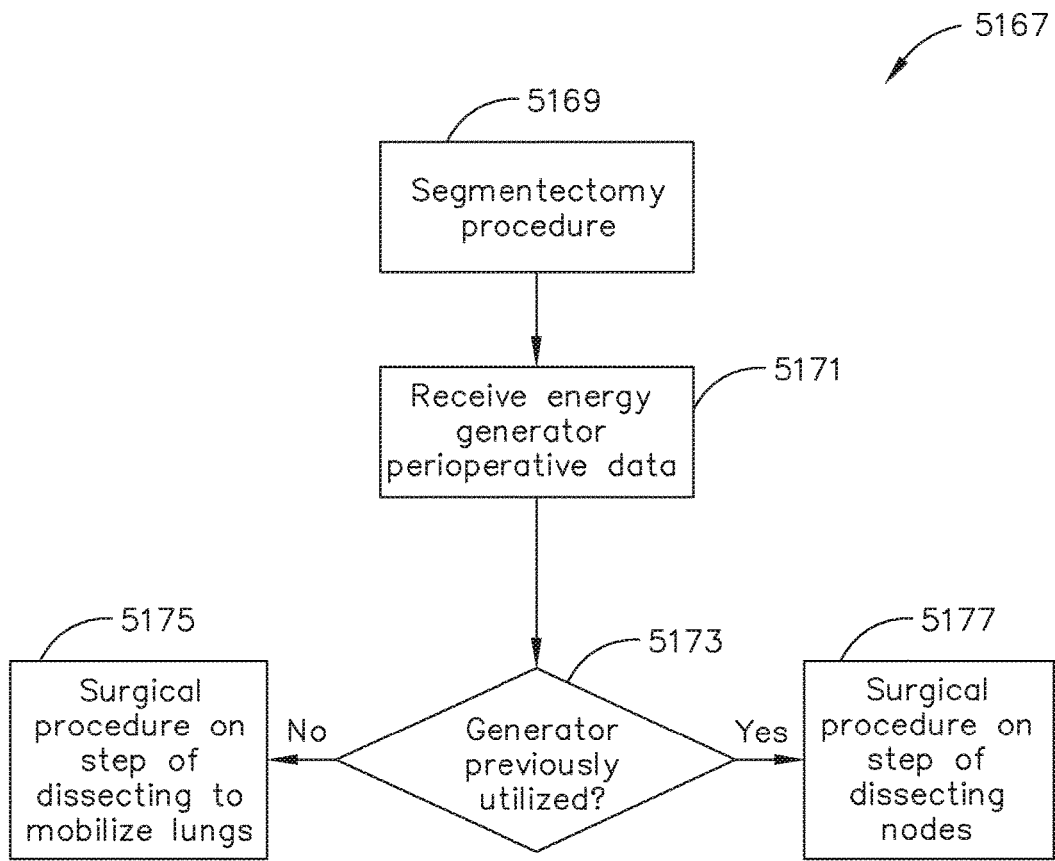 5167
5169
Segmentectomy
procedure
5171
Receive energy
generator
perioperative data
5173
Generator
previously
utilized?
No
Yes
5175
Surgical
procedure on
step of
dissecting to
mobilize lungs
5177
Surgical
procedure on
step of
dissecting
nodes